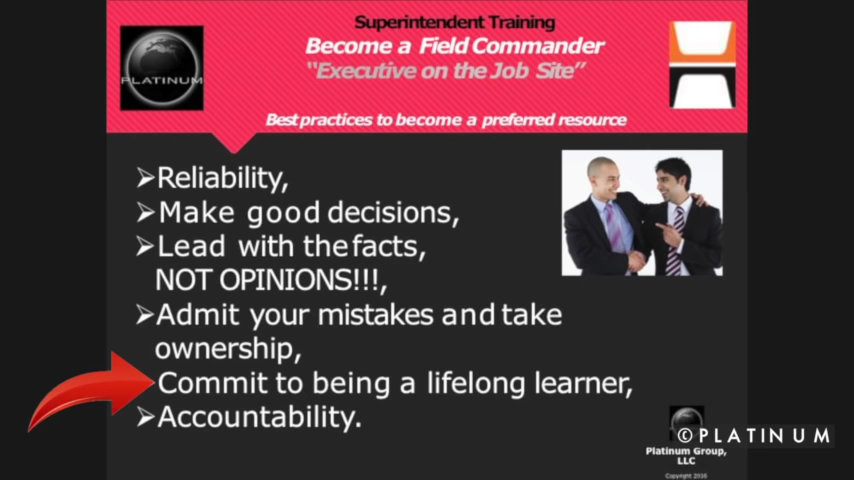 Superintendent Training
Become a Field Commander
"Executive on the Job Site"
Best practices to become a preferred resource
PLATINUM
Reliability,
Make good decisions,
Lead with the facts,
NOT OPINIONS!!!,
Admit your mistakes and take
ownership,
Commit to being a lifelong learner,
Accountability.
© PLATINUM
Platinum Group,
LLC
Copyright 2016